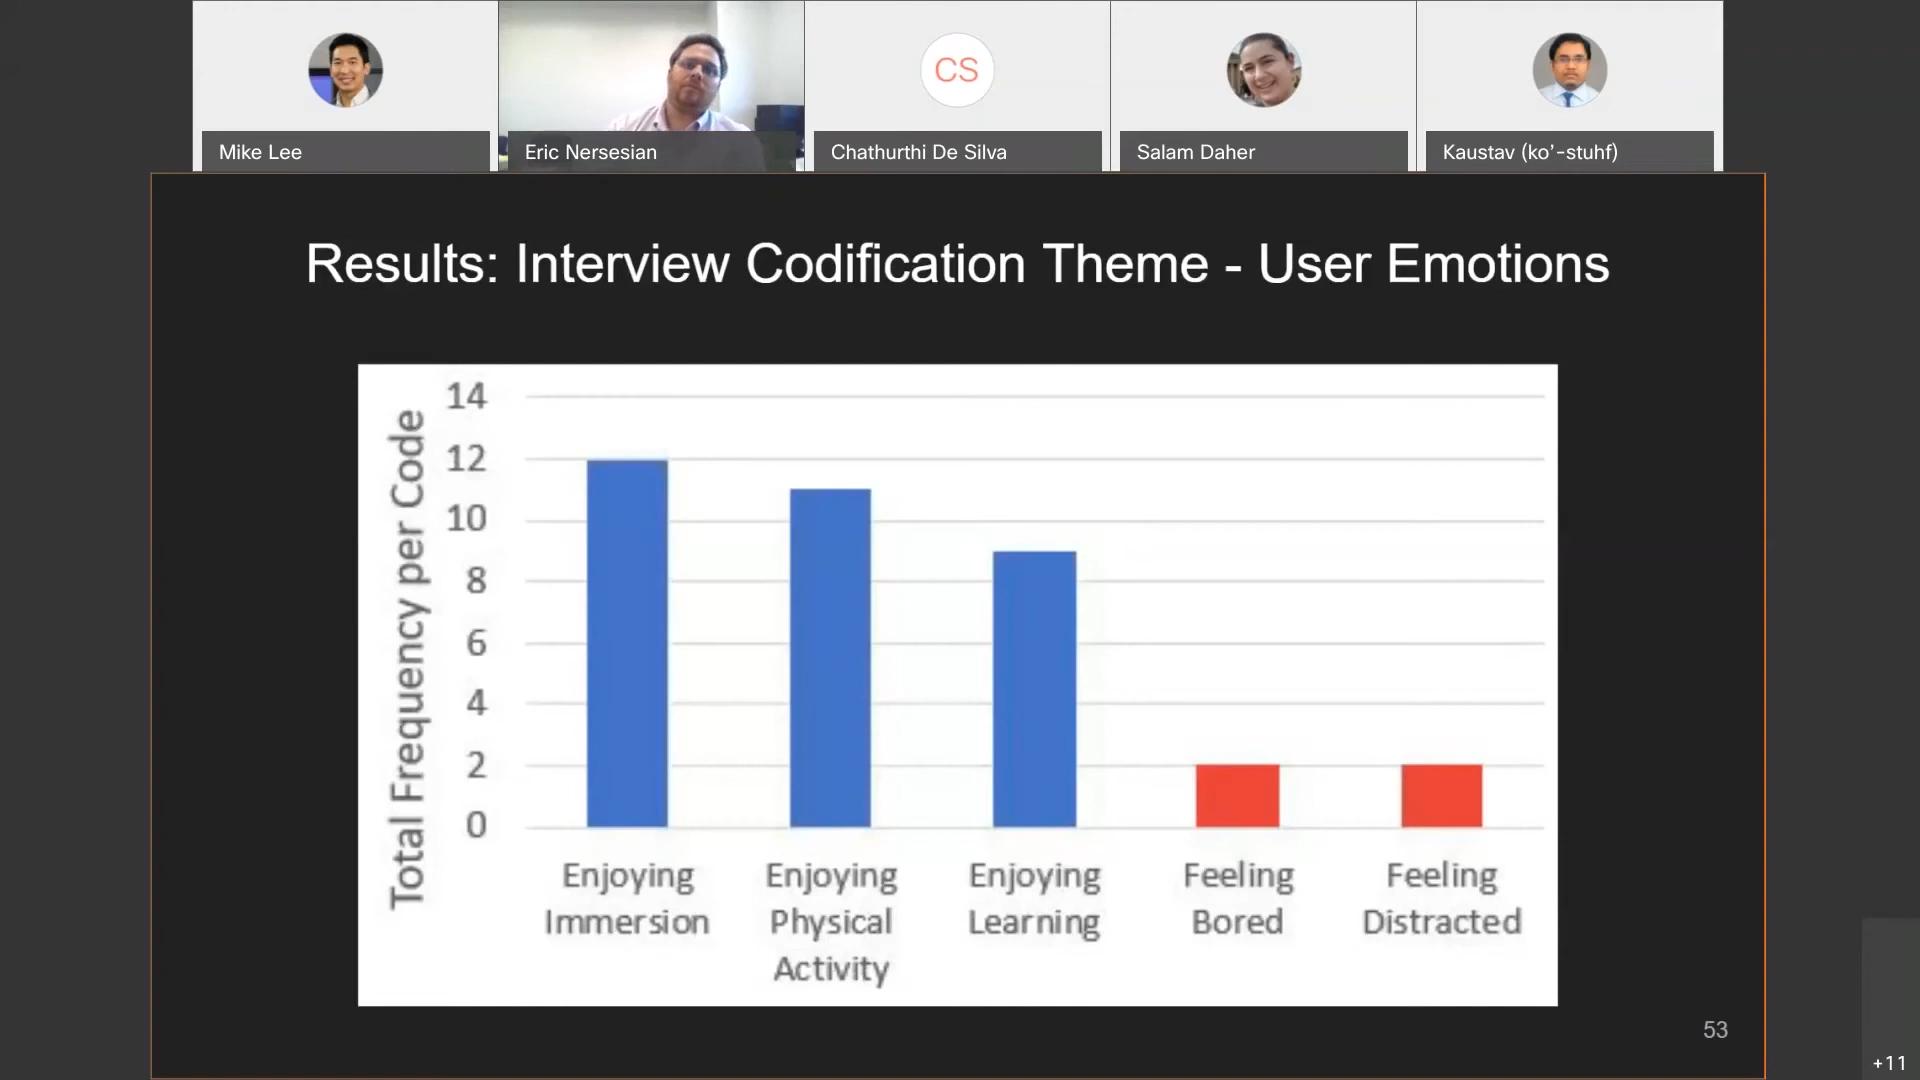 Mike Lee
Eric Nersesian
CS
Chathurthi De Silva
Salam Daher
Kaustav (ko’-stuhf)
Results: Interview Codification Theme - User Emotions
Total Frequency per Code
14
12
10
8
6
4
2
0
Enjoying
Immersion
Enjoying
Physical
Activity
Enjoying
Learning
Feeling
Bored
Feeling
Distracted
53
+11